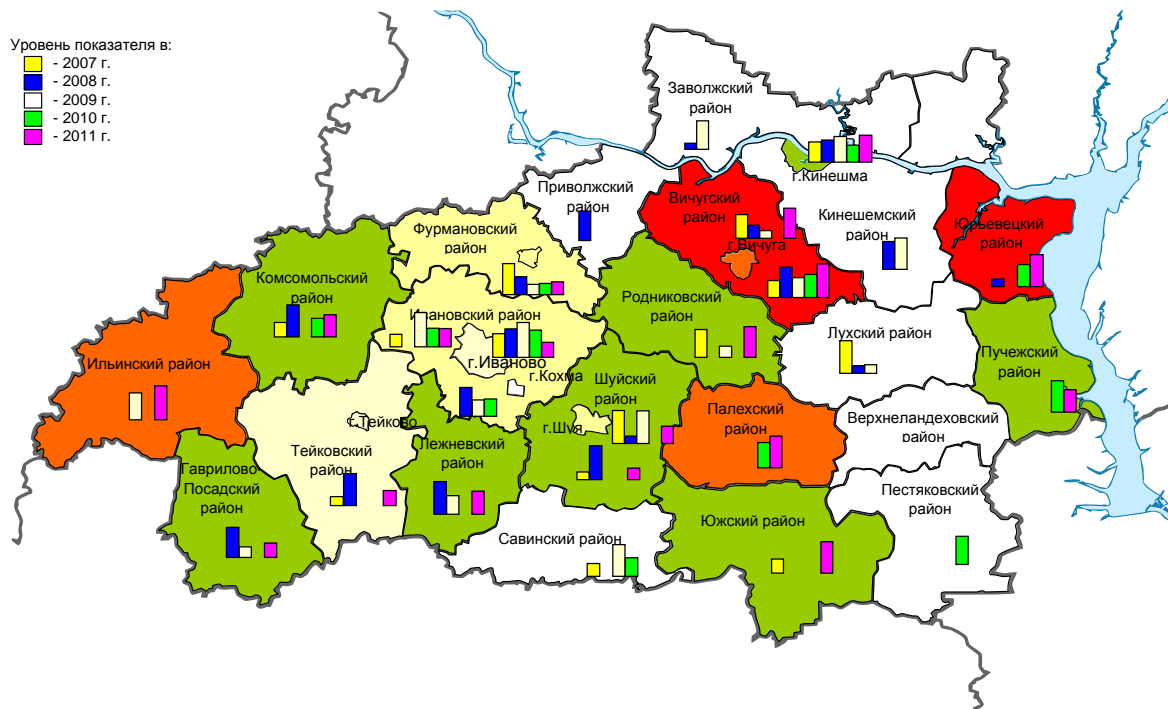 Уровень показателя в:
- 2007 г.
- 2008 г.
- 2009 г.
- 2010 г.
- 2011 г.
Заволжский
район
г.Кинешма
Приволжский
район
Вичугский
район
Кинешемский
район
Юрьевецкий
район
Фурмановский
район
г.Вичуга
Комсомольский
район
Родниковский
район
Ивановский район
Лухский район
Пучежский
район
Ильинский район
г.Иваново
г.Кохма
Шуйский
район
Палехский
район
Верхнеландеховский
район
г.Тейково
г.Шуя
Тейковский
район
Лежневский
район
Гаврилово-
Посадский
район
Пестяковский
район
Южский район
Савинский район